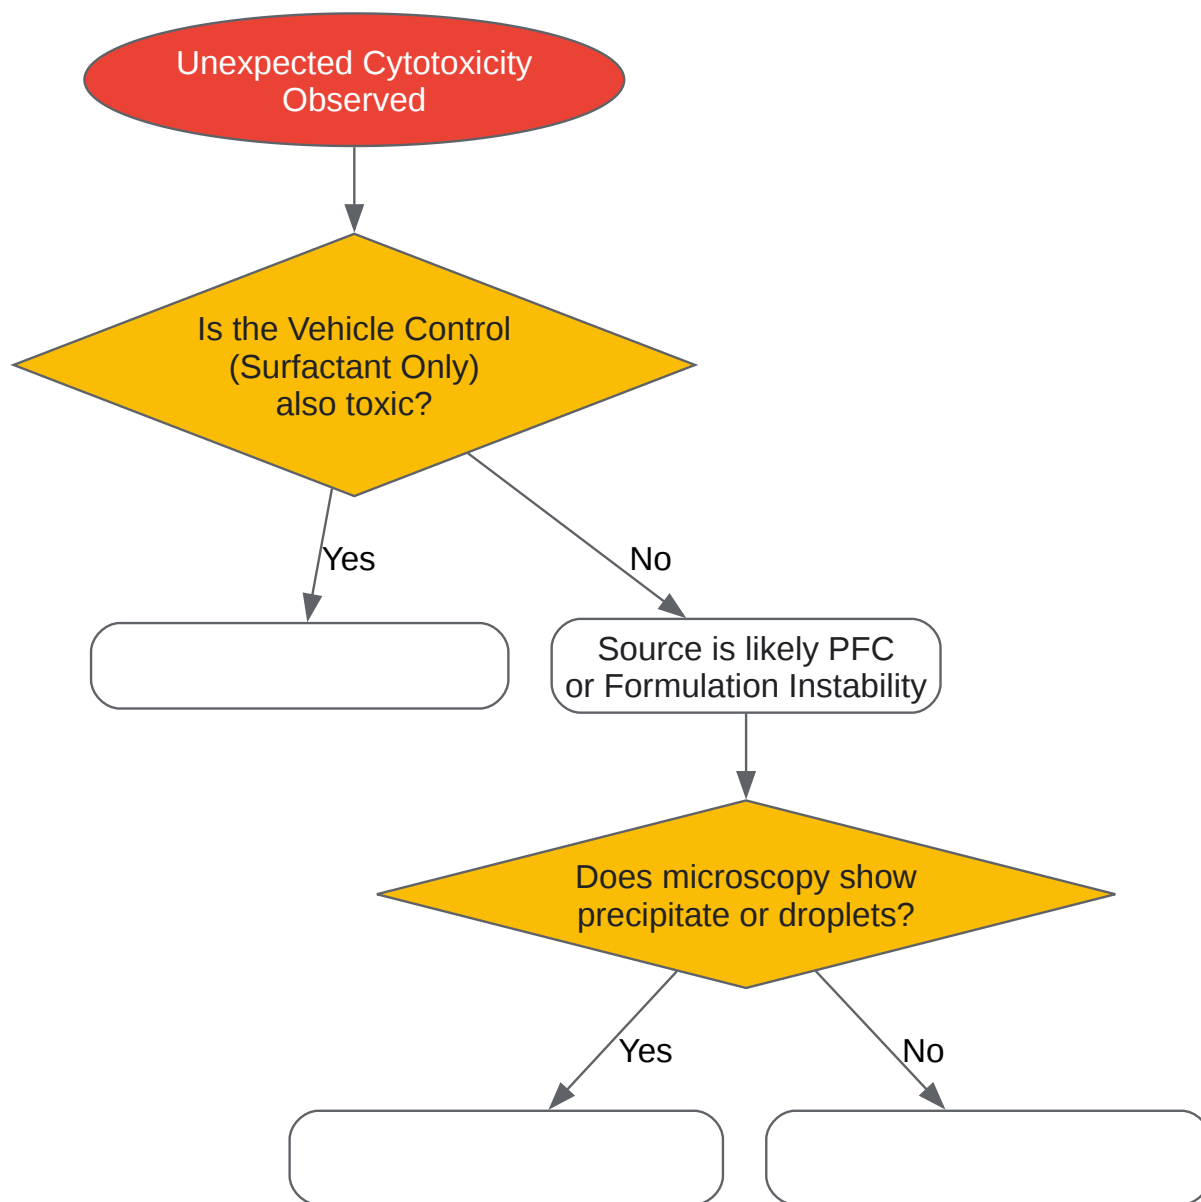 Unexpected Cytotoxicity
Observed
Is the Vehicle Control
(Surfactant Only)
also toxic?
Yes
No
Source is likely PFC
or Formulation Instability
Does microscopy show
precipitate or droplets?
Yes
No